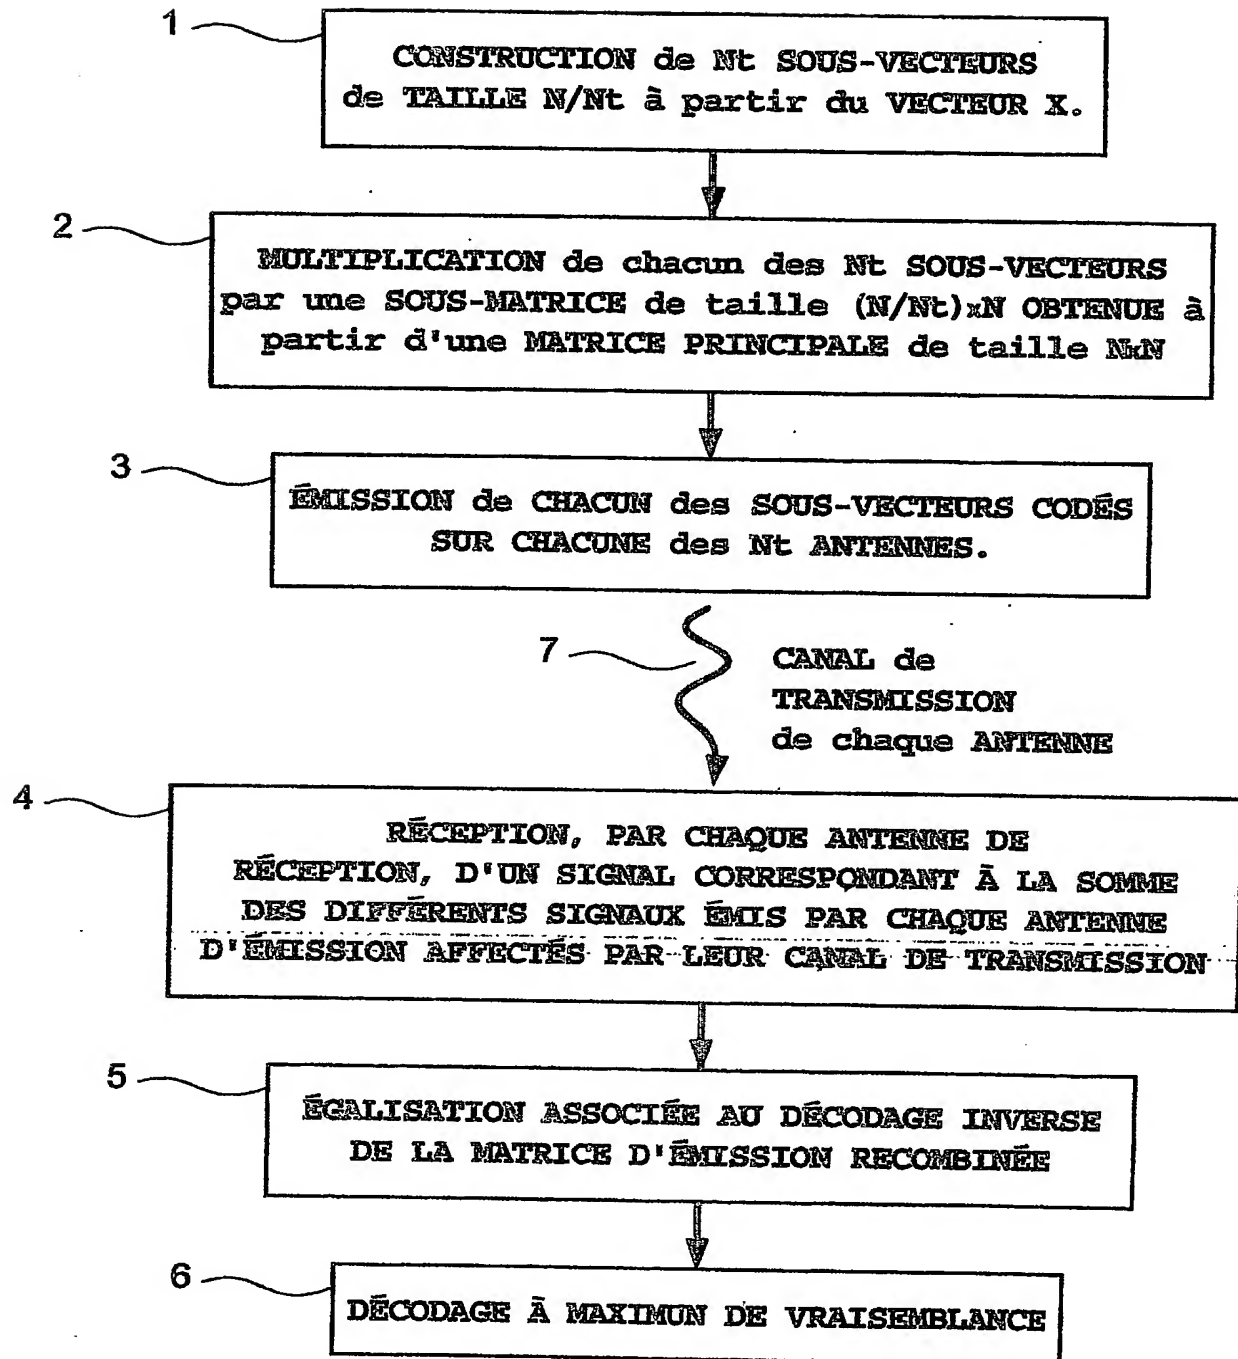 1
CONSTRUCTION de Nt SOUS-VECTEURS
de TAILLE N/Nt à partir du VECTEUR X.
2
MULTIPLICATION de chacun des Nt SOUS-VECTEURS
par une SOUS-MATRICE de taille (N/Nt)xN OBTENUE à
partir d'une MATRICE PRINCIPALE de taille NxN
3
ÉMISSION de CHACUN des SOUS-VECTEURS CODÉS
SUR CHACUNE des Nt ANTENNES.
7
CANAL de
TRANSMISSION
de chaque ANTENNE
4
RÉCEPTION, PAR CHAQUE ANTENNE DE
RÉCEPTION, D'UN SIGNAL CORRESPONDANT À LA SOMME
DES DIFFÉRENTS SIGNAUX ÉMIS PAR CHAQUE ANTENNE
D'ÉMISSION AFFECTÉS PAR LEUR CANAL DE TRANSMISSION
5
ÉGALISATION ASSOCIÉE AU DÉCODAGE INVERSE
DE LA MATRICE D'ÉMISSION RECOMBINÉE
6
DÉCODAGE À MAXIMUN DE VRAISEMBLANCE